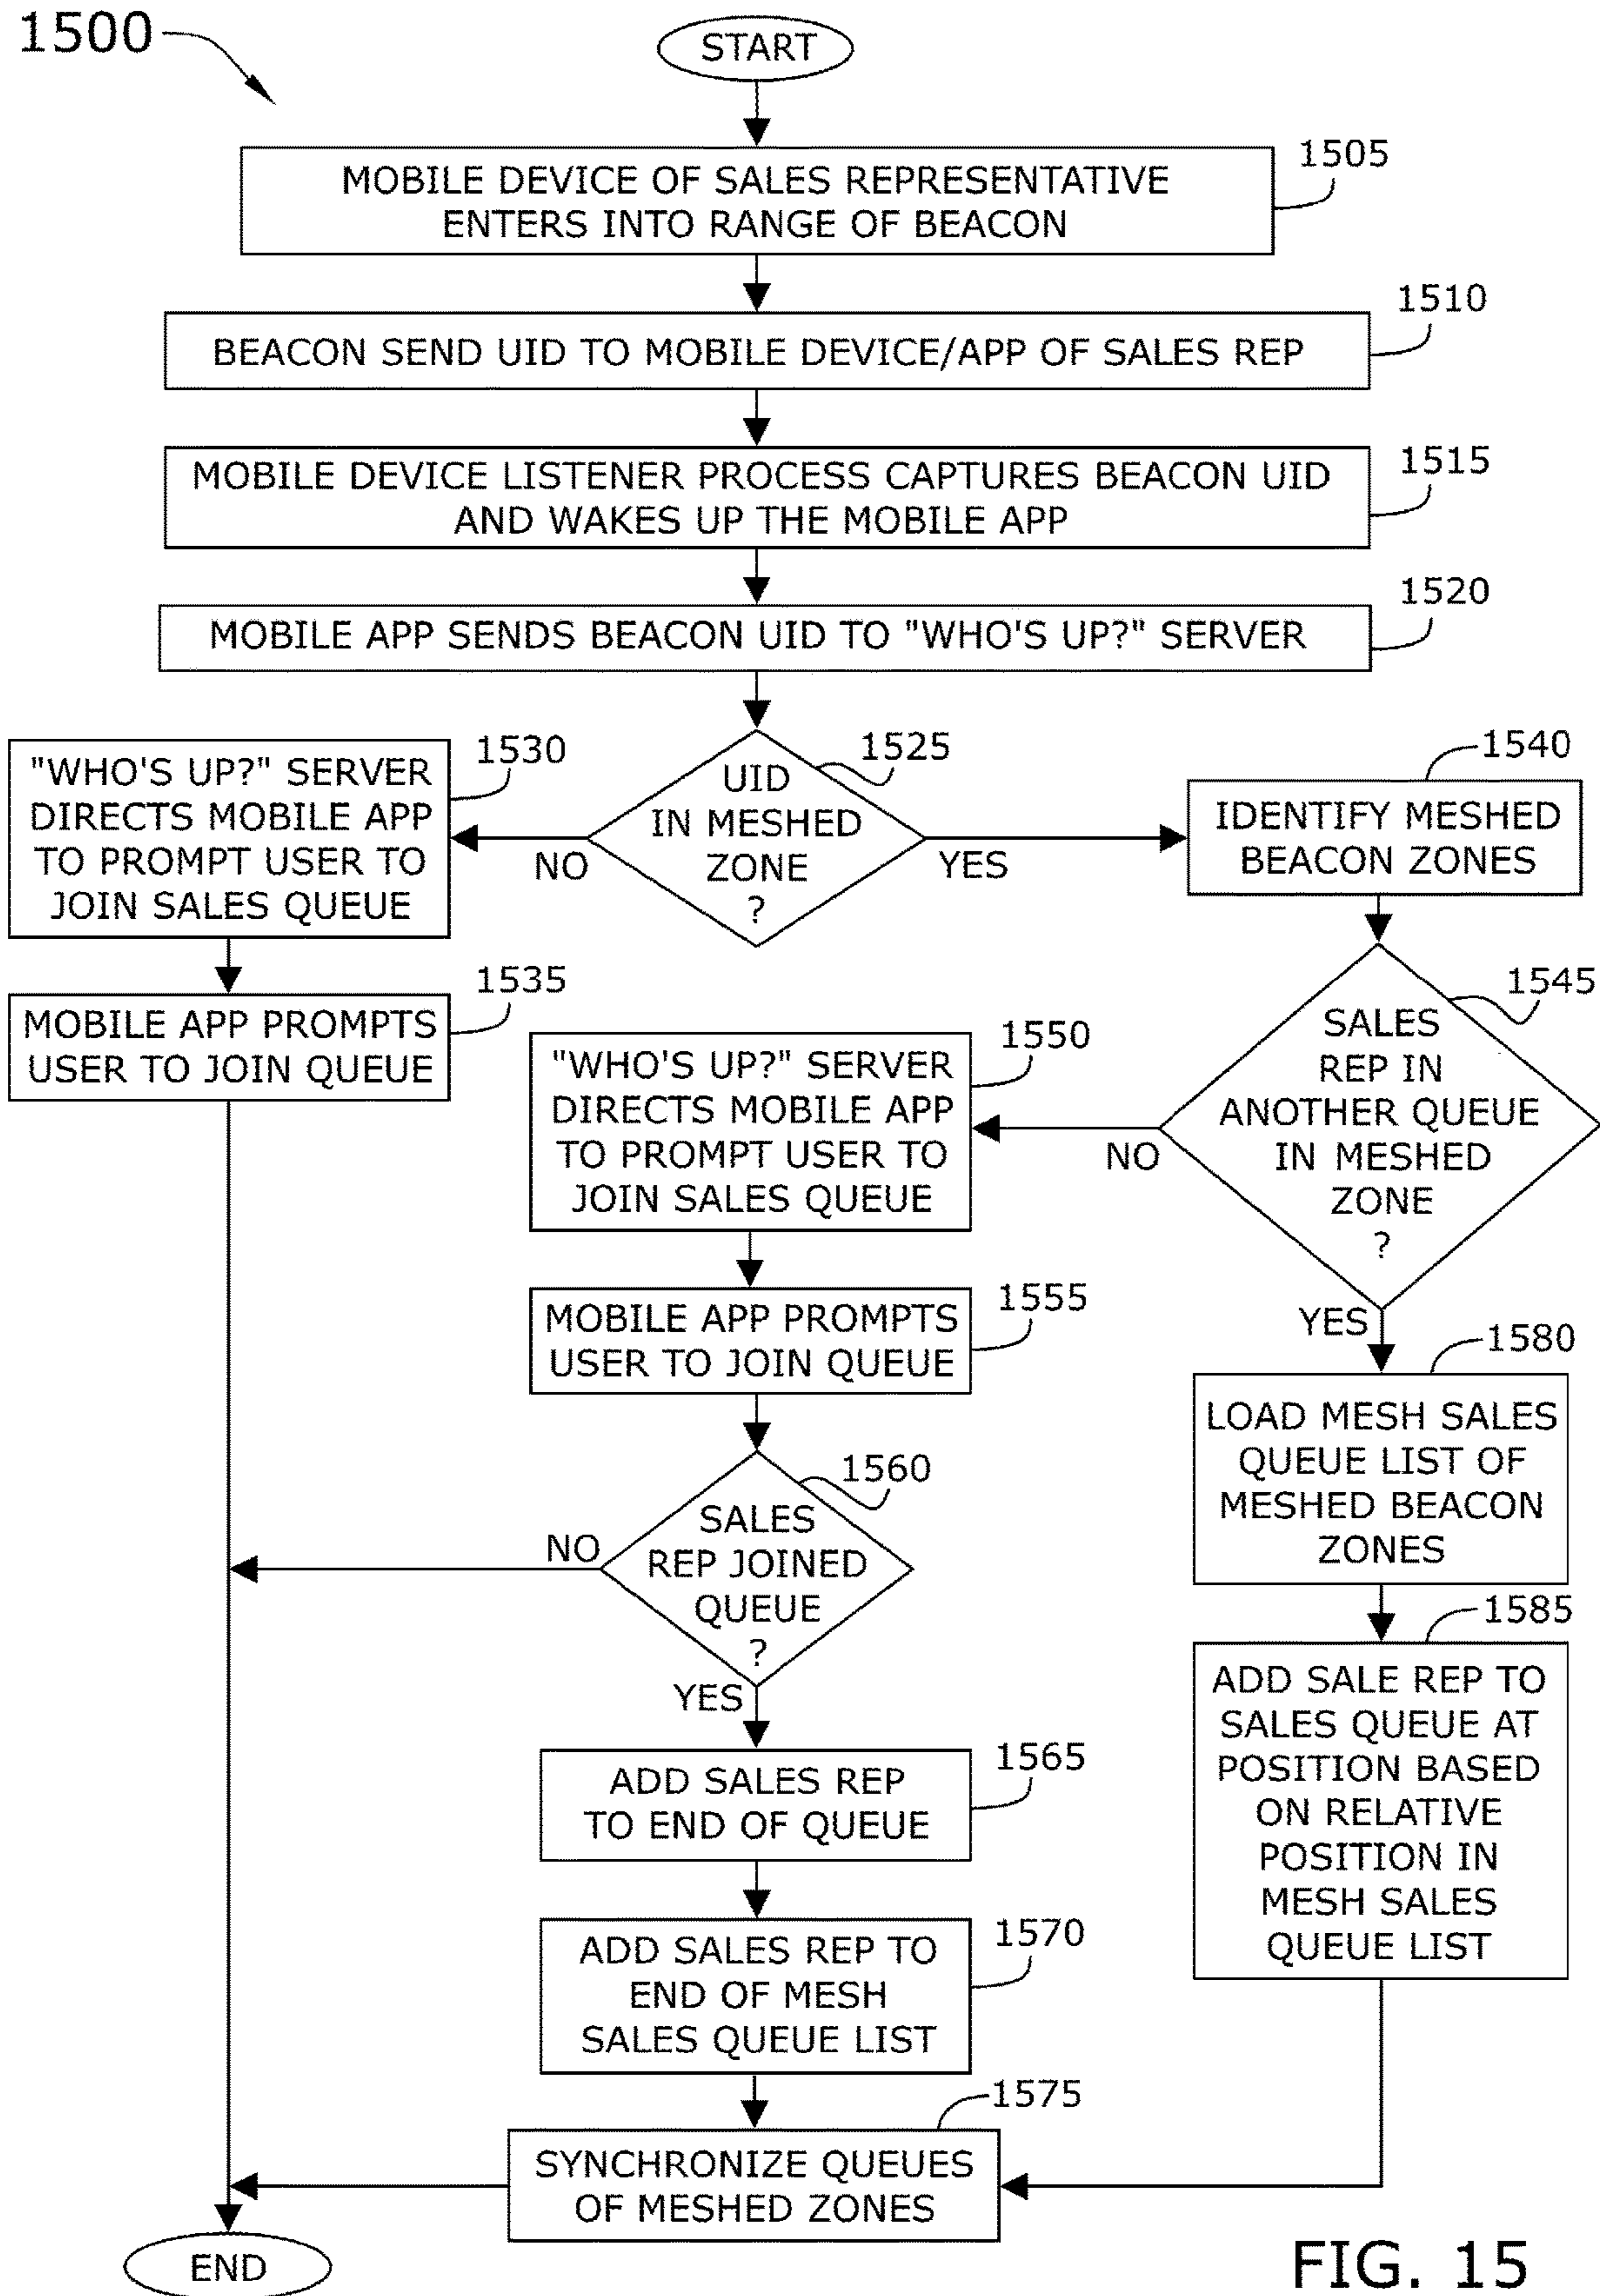 1500
START
MOBILE DEVICE OF SALES REPRESENTATIVE
ENTERS INTO RANGE OF BEACON
1505
BEACON SEND UID TO MOBILE DEVICE/APP OF SALES REP
1510
MOBILE DEVICE LISTENER PROCESS CAPTURES BEACON UID
AND WAKES UP THE MOBILE APP
1515
MOBILE APP SENDS BEACON UID TO "WHO'S UP?" SERVER
1520
UID
IN MESHED
ZONE
?
1525
NO
YES
"WHO'S UP?" SERVER
DIRECTS MOBILE APP
TO PROMPT USER TO
JOIN SALES QUEUE
1530
MOBILE APP PROMPTS
USER TO JOIN QUEUE
1535
IDENTIFY MESHED
BEACON ZONES
1540
SALES
REP IN
ANOTHER QUEUE
IN MESHED
ZONE
?
1545
NO
YES
"WHO'S UP?" SERVER
DIRECTS MOBILE APP
TO PROMPT USER TO
JOIN SALES QUEUE
1550
MOBILE APP PROMPTS
USER TO JOIN QUEUE
1555
SALES
REP JOINED
QUEUE
?
1560
NO
YES
ADD SALES REP
TO END OF QUEUE
1565
ADD SALES REP TO
END OF MESH
SALES QUEUE LIST
1570
SYNCHRONIZE QUEUES
OF MESHED ZONES
1575
LOAD MESH SALES
QUEUE LIST OF
MESHED BEACON
ZONES
1580
ADD SALE REP TO
SALES QUEUE AT
POSITION BASED
ON RELATIVE
POSITION IN
MESH SALES
QUEUE LIST
1585
END
FIG. 15